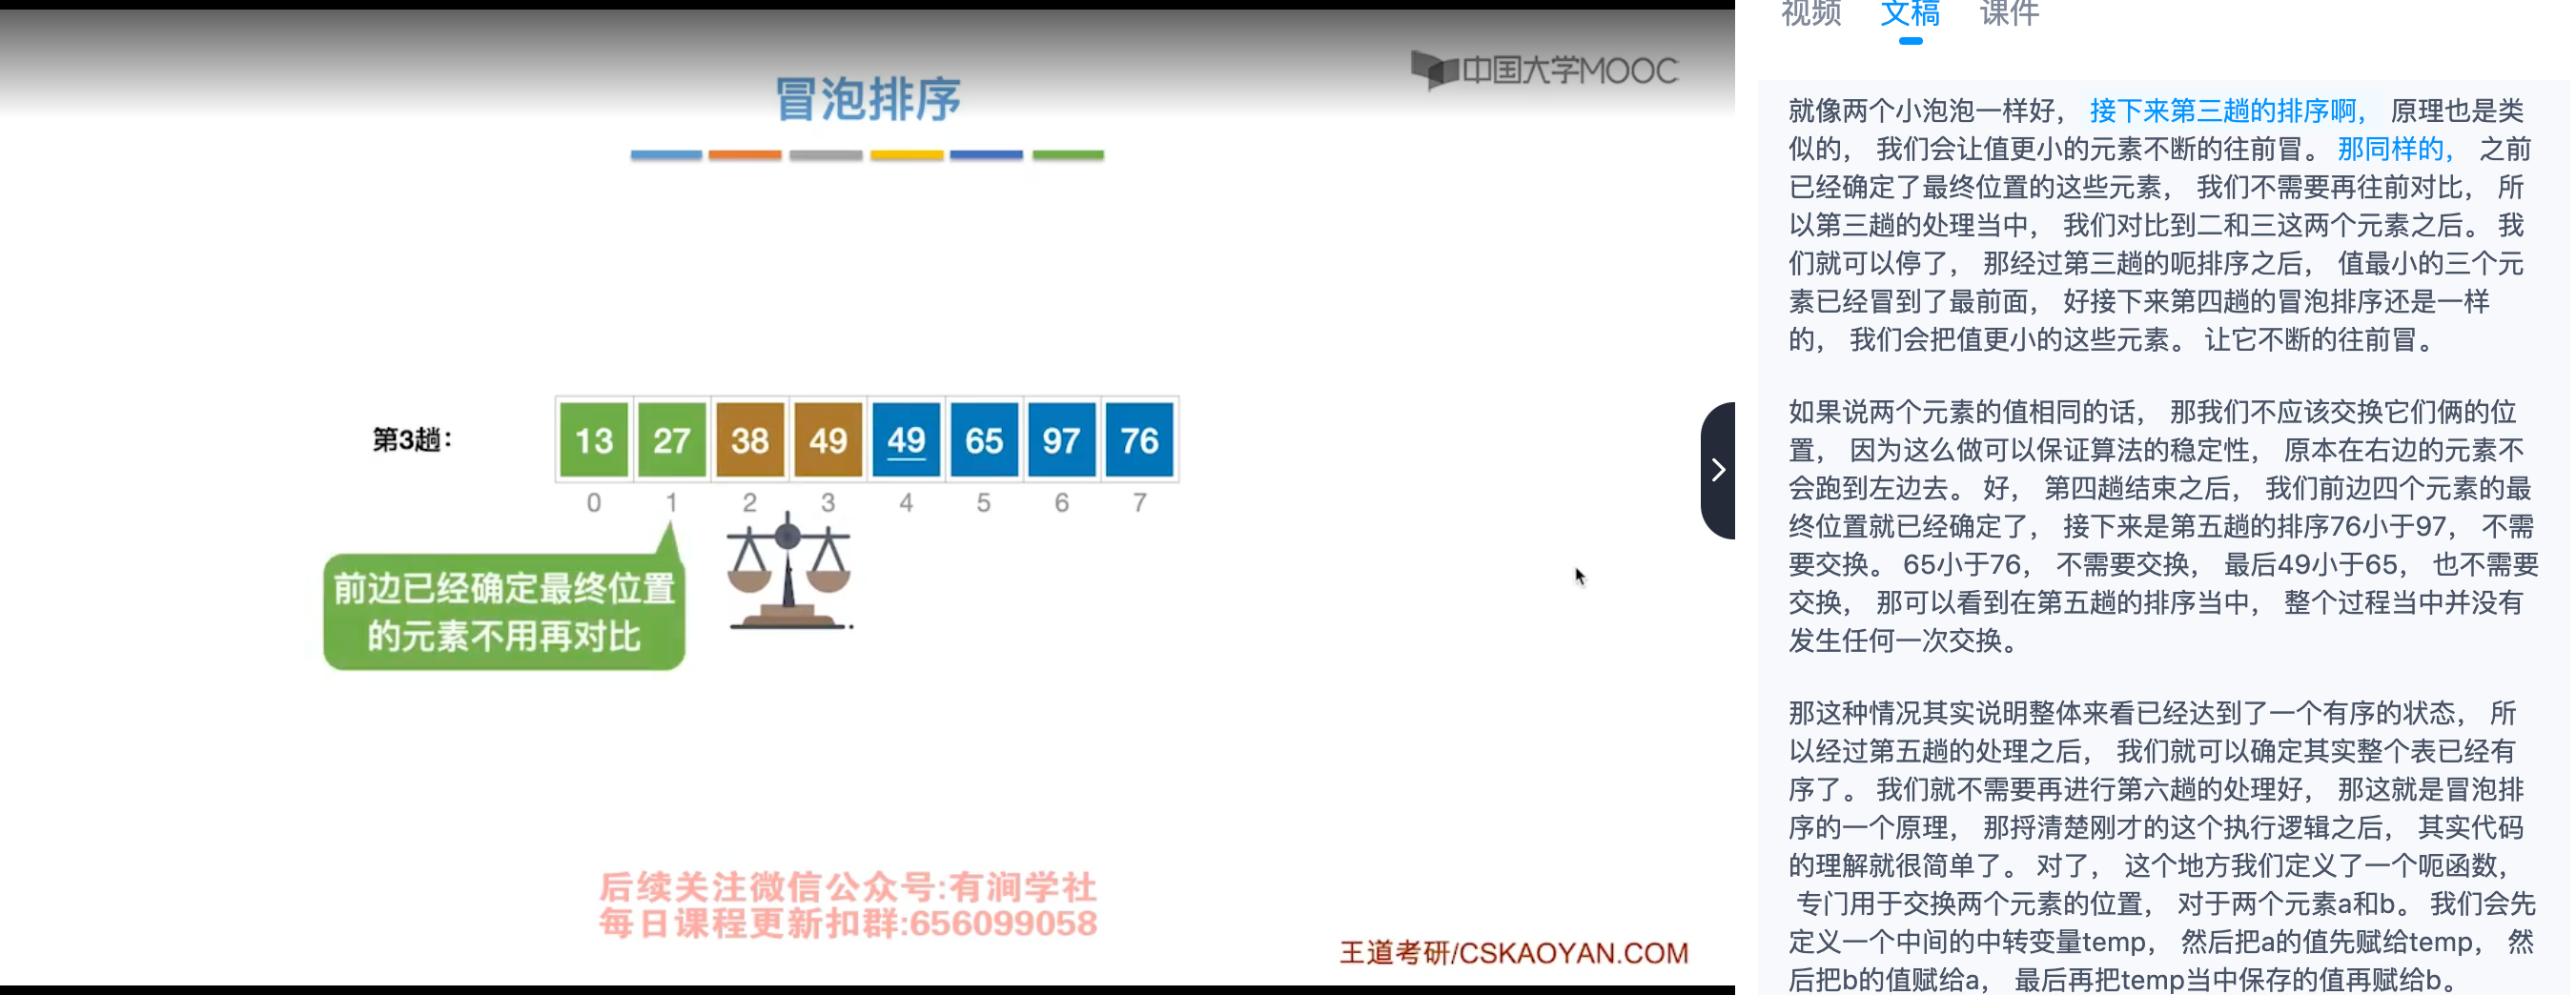 冒泡排序
中国大学MOOC
第3趟：
13 27 38 49 49 65 97 76
0 1 2 3 4 5 6 7
前边已经确定最终位置
的元素不用再对比
后续关注微信公众号:有涧学社
每日课程更新扣群:656099058
王道考研/CSKAOYAN.COM
视频 文稿 课件
就像两个小泡泡一样好， 接下来第三趟的排序啊， 原理也是类
似的， 我们会让值更小的元素不断的往前冒。 那同样的， 之前
已经确定了最终位置的这些元素， 我们不需要再往前对比， 所
以第三趟的处理当中， 我们对比到二和三这两个元素之后。 我
们就可以停了， 那经过第三趟的呃排序之后， 值最小的三个元
素已经冒到了最前面， 好接下来第四趟的冒泡排序还是一样
的， 我们会把值更小的这些元素。 让它不断的往前冒。
如果说两个元素的值相同的话， 那我们不应该交换它们俩的位
置， 因为这么做可以保证算法的稳定性， 原本在右边的元素不
会跑到左边去。 好， 第四趟结束之后， 我们前边四个元素的最
终位置就已经确定了， 接下来是第五趟的排序76小于97， 不需
要交换。 65小于76， 不需要交换， 最后49小于65， 也不需要
交换， 那可以看到在第五趟的排序当中， 整个过程当中并没有
发生任何一次交换。
那这种情况其实说明整体来看已经达到了一个有序的状态， 所
以经过第五趟的处理之后， 我们就可以确定其实整个表已经有
序了。 我们就不需要再进行第六趟的处理好， 那这就是冒泡排
序的一个原理， 那捋清楚刚才的这个执行逻辑之后， 其实代码
的理解就很简单了。 对了， 这个地方我们定义了一个呃函数，
专门用于交换两个元素的位置， 对于两个元素a和b。 我们会先
定义一个中间的中转变量temp， 然后把a的值先赋给temp， 然
后把b的值赋给a， 最后再把temp当中保存的值再赋给b。